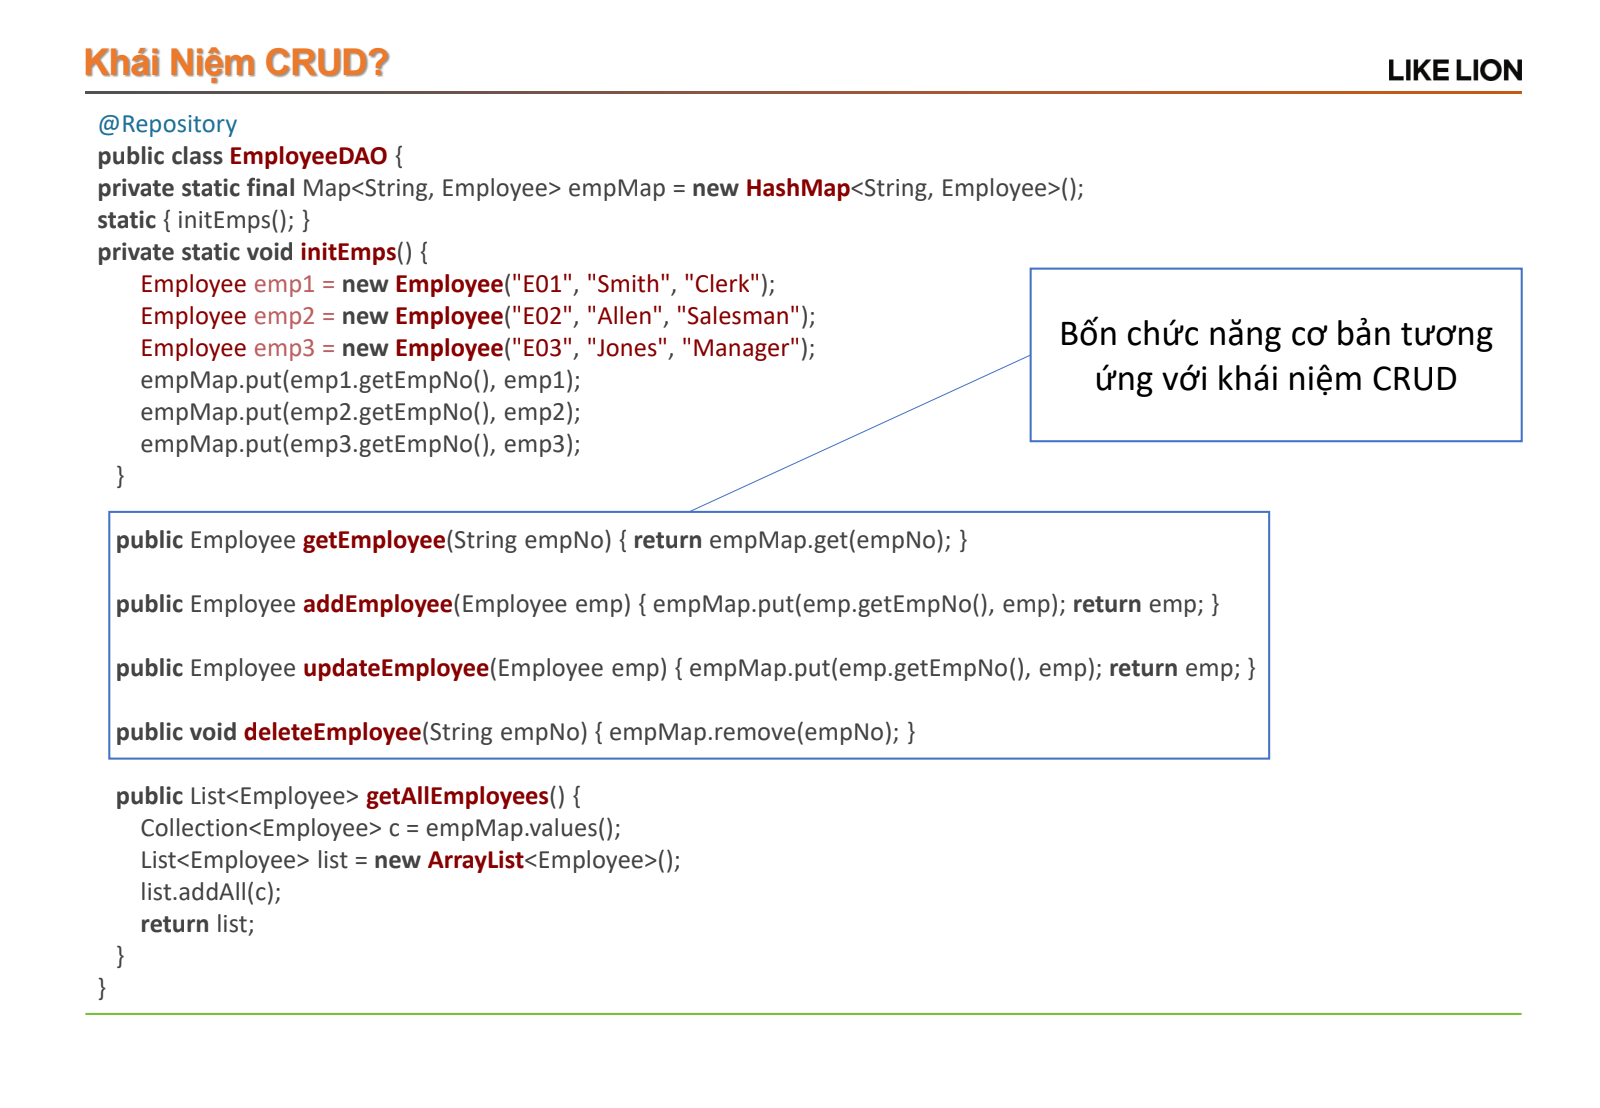 Khái Niệm CRUD?
LIKE LION
@Repository
public class EmployeeDAO {
private static final Map<String, Employee> empMap = new HashMap<String, Employee>();
static { initEmps(); }
private static void initEmps() {
Employee emp1 = new Employee("E01", "Smith", "Clerk");
Employee emp2 = new Employee("E02", "Allen", "Salesman");
Employee emp3 = new Employee("E03", "Jones", "Manager");
empMap.put(emp1.getEmpNo(), emp1);
empMap.put(emp2.getEmpNo(), emp2);
empMap.put(emp3.getEmpNo(), emp3);
}
Bốn chức năng cơ bản tương
ứng với khái niệm CRUD
public Employee getEmployee(String empNo) { return empMap.get(empNo); }
public Employee addEmployee(Employee emp) { empMap.put(emp.getEmpNo(), emp); return emp; }
public Employee updateEmployee(Employee emp) { empMap.put(emp.getEmpNo(), emp); return emp; }
public void deleteEmployee(String empNo) { empMap.remove(empNo); }
public List<Employee> getAllEmployees() {
Collection<Employee> c = empMap.values();
List<Employee> list = new ArrayList<Employee>();
list.addAll(c);
return list;
}
}